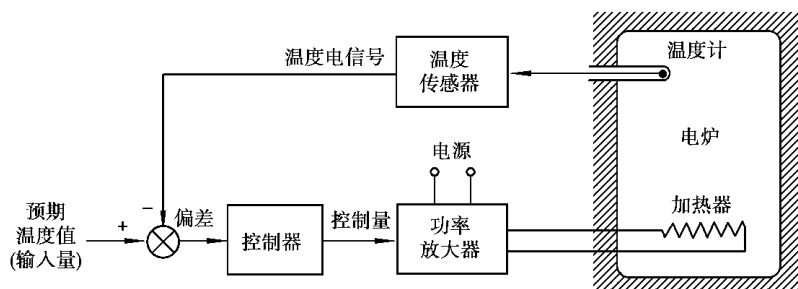 温度计
温度电信号
温度
传感器
电炉
电源
加热器
预期
温度值
(输入量)
+
−
偏差
控制器
控制量
功率
放大器